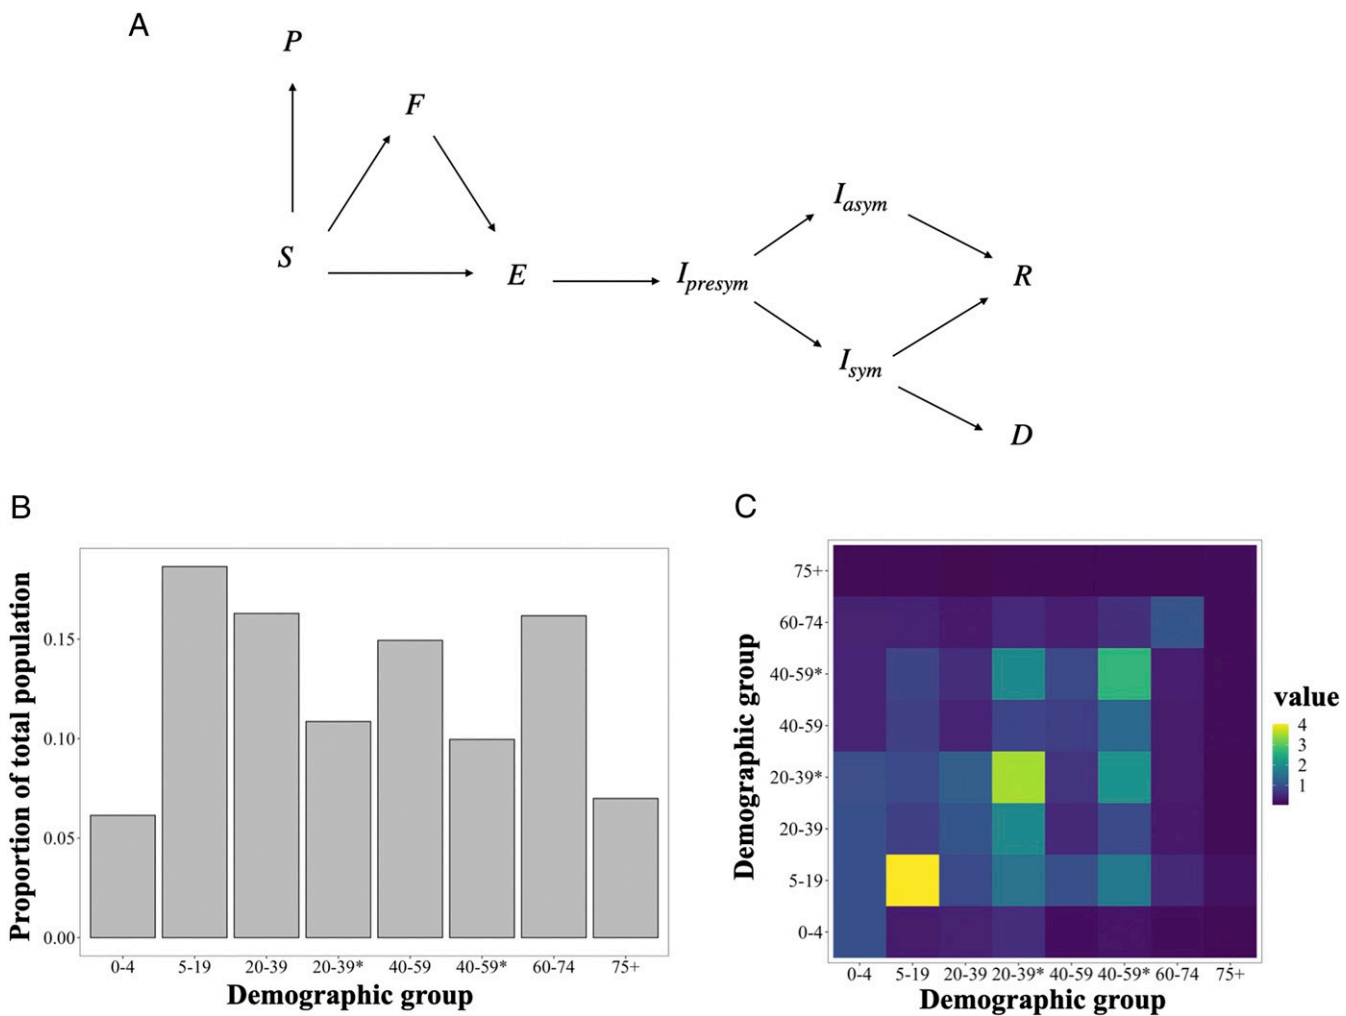 A
P
F
S
E
I_presym
I_asym
I_sym
R
D
B
Proportion of total population
0.15
0.10
0.05
0.00
0-4 5-19 20-39 20-39* 40-59 40-59* 60-74 75+
Demographic group
C
Demographic group
75+
60-74
40-59*
40-59
20-39*
20-39
5-19
0-4
0-4 5-19 20-39 20-39* 40-59 40-59* 60-74 75+
Demographic group
value
4
3
2
1